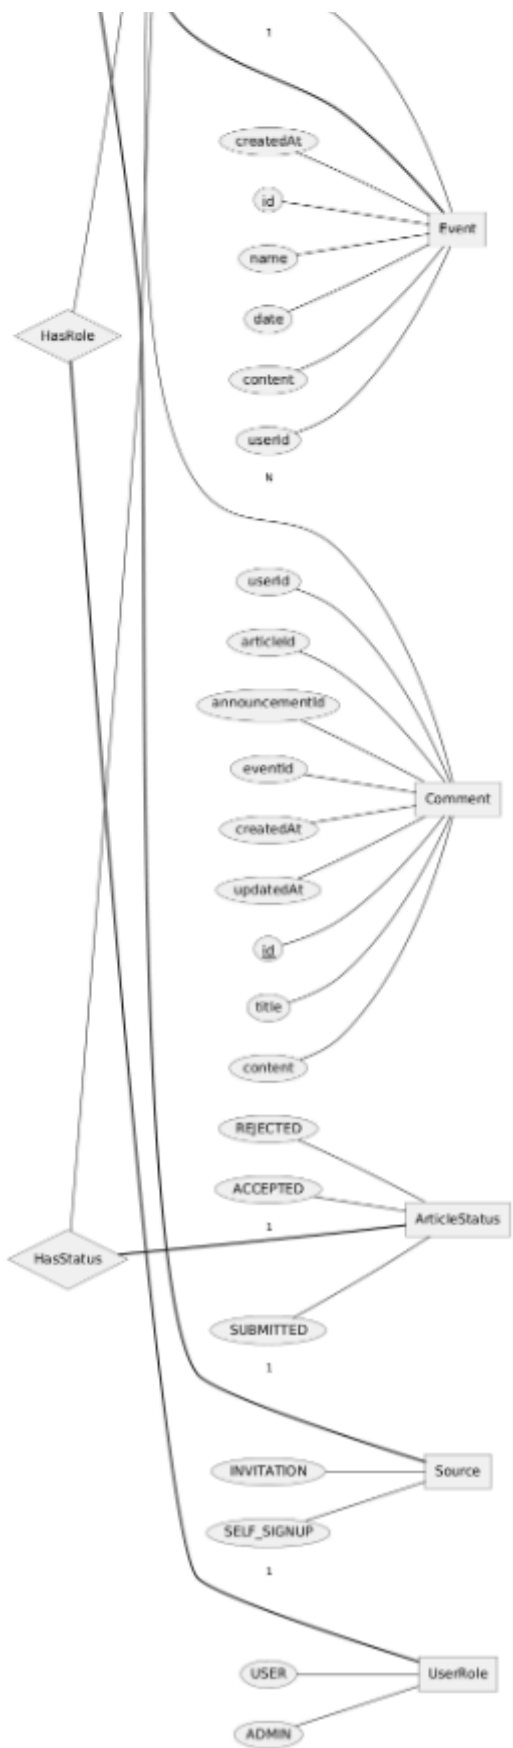 1
createdAt
id
Event
name
HasRole
date
content
userId
N
userId
articleId
announcementId
eventId
Comment
createdAt
updatedAt
id
title
content
REJECTED
ACCEPTED
ArticleStatus
1
HasStatus
SUBMITTED
1
INVITATION
Source
SELF_SIGNUP
1
USER
UserRole
ADMIN